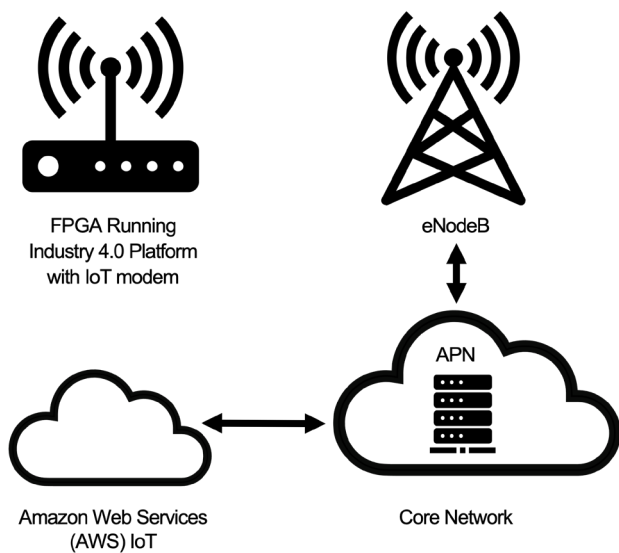 FPGA Running
Industry 4.0 Platform
with IoT modem
eNodeB
APN
Amazon Web Services
(AWS) IoT
Core Network